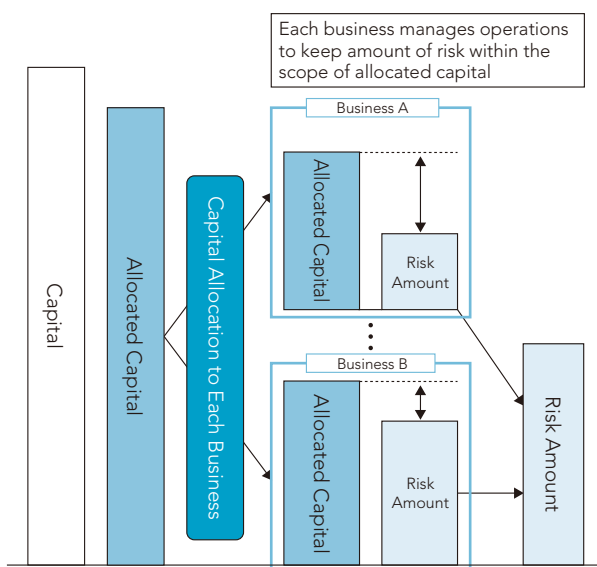 Each business manages operations
to keep amount of risk within the
scope of allocated capital
Capital
Allocated Capital
Capital Allocation to Each Business
Business A
Allocated Capital
Risk
Amount
Business B
Allocated Capital
Risk
Amount
Risk Amount